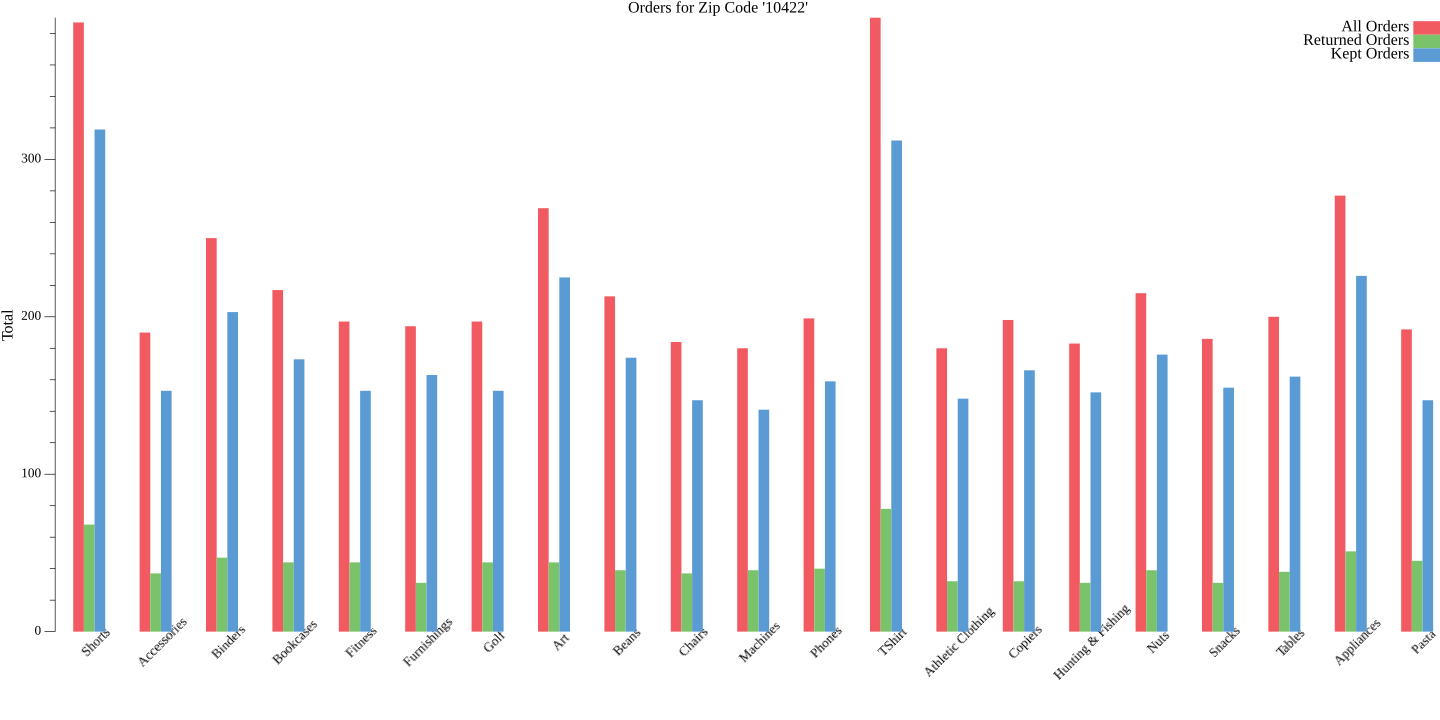 Orders for Zip Code '10422'
All Orders
Returned Orders
Kept Orders
Total
300
200
100
0
Shorts
Accessories
Binders
Bookcases
Fitness
Furnishings
Golf
Art
Beans
Chairs
Machines
Phones
TShirt
Athletic Clothing
Copiers
Hunting & Fishing
Nuts
Snacks
Tables
Appliances
Pasta